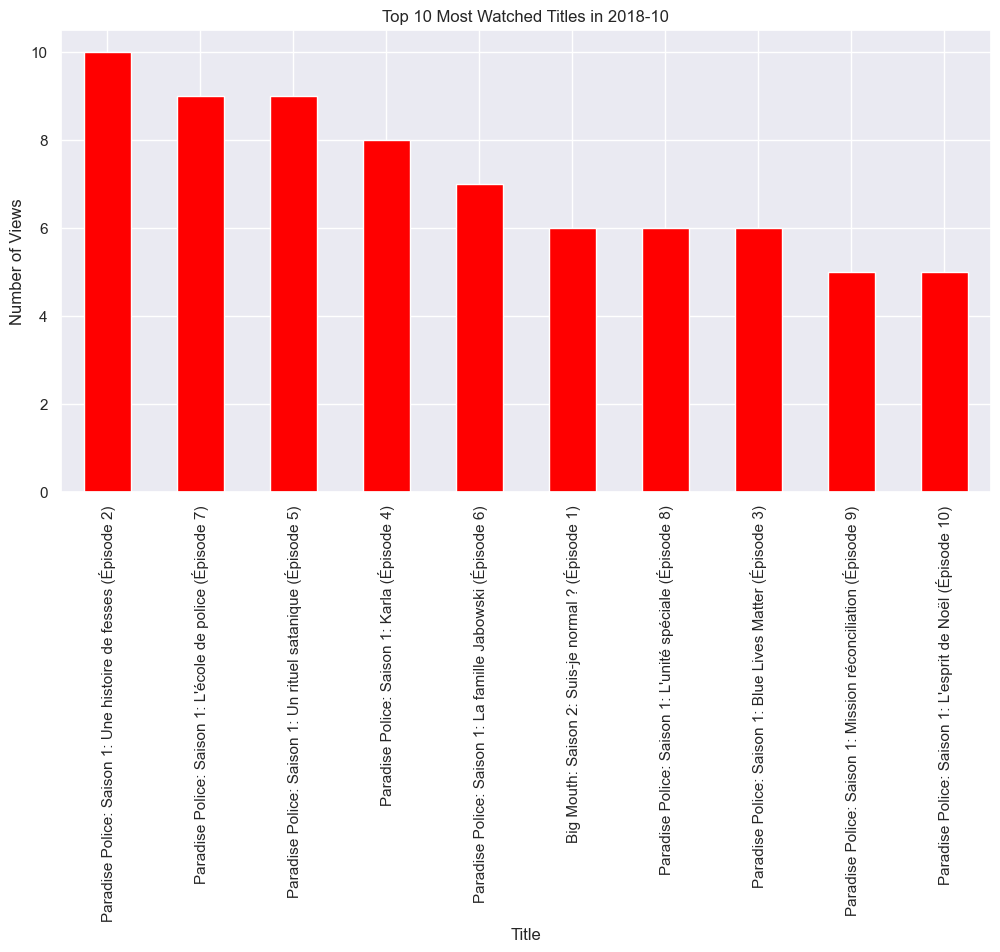 Top 10 Most Watched Titles in 2018-10
Number of Views
10
8
6
4
2
0
Paradise Police: Saison 1: Une histoire de fesses (Épisode 2)
Paradise Police: Saison 1: L'école de police (Épisode 7)
Paradise Police: Saison 1: Un rituel satanique (Épisode 5)
Paradise Police: Saison 1: Karla (Épisode 4)
Paradise Police: Saison 1: La famille Jabowski (Épisode 6)
Big Mouth: Saison 2: Suis-je normal ? (Épisode 1)
Paradise Police: Saison 1: L'unité spéciale (Épisode 8)
Paradise Police: Saison 1: Blue Lives Matter (Épisode 3)
Paradise Police: Saison 1: Mission réconciliation (Épisode 9)
Paradise Police: Saison 1: L'esprit de Noël (Épisode 10)
Title